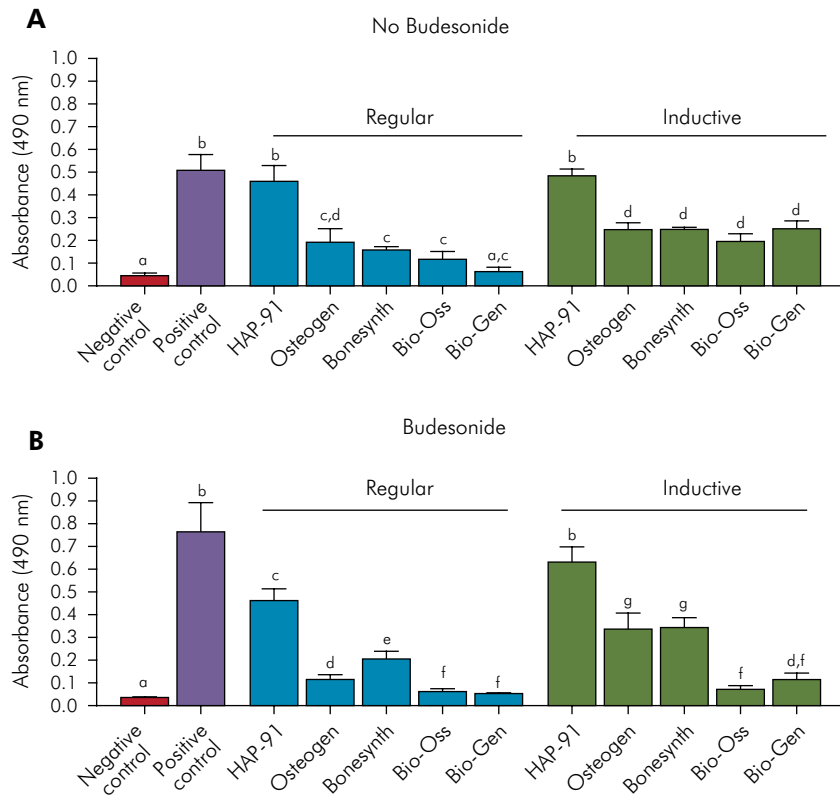 A
No Budesonide
Absorbance (490 nm)
1.0
0.9
0.8
0.7
0.6
0.5
0.4
0.3
0.2
0.1
0.0
Regular
Inductive
a
b
b
c,d
c
c
a,c
b
d
d
d
d
Negative
control
Positive
control
HAP-91
Osteogen
Bonesynth
Bio-Oss
Bio-Gen
HAP-91
Osteogen
Bonesynth
Bio-Oss
Bio-Gen
B
Budesonide
Absorbance (490 nm)
1.0
0.9
0.8
0.7
0.6
0.5
0.4
0.3
0.2
0.1
0.0
Regular
Inductive
a
b
c
d
e
f
f
b
g
g
f
d,f
Negative
control
Positive
control
HAP-91
Osteogen
Bonesynth
Bio-Oss
Bio-Gen
HAP-91
Osteogen
Bonesynth
Bio-Oss
Bio-Gen